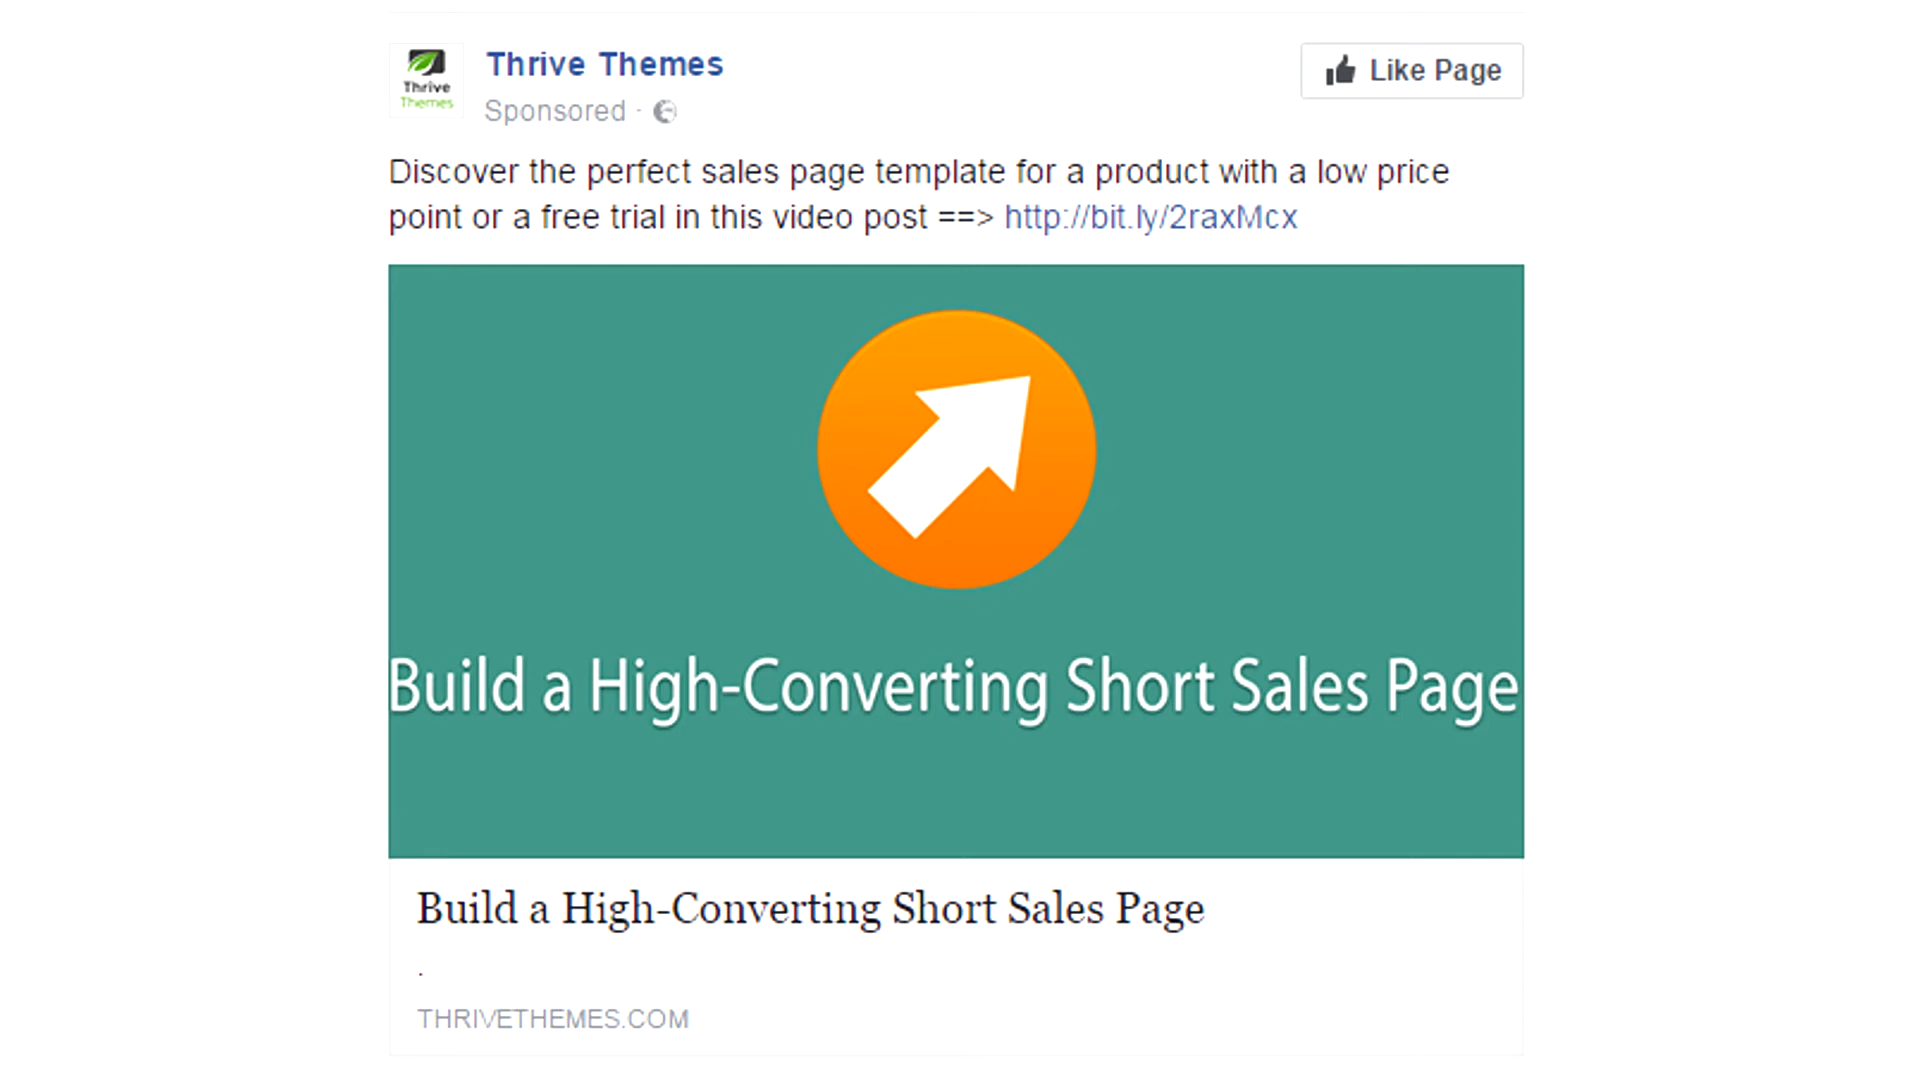 Thrive Themes
Like Page
Thrive
Themes
Sponsored ·
Discover the perfect sales page template for a product with a low price
point or a free trial in this video post ==> http://bit.ly/2raxMcx
Build a High-Converting Short Sales Page
Build a High-Converting Short Sales Page
.
THRIVETHEMES.COM